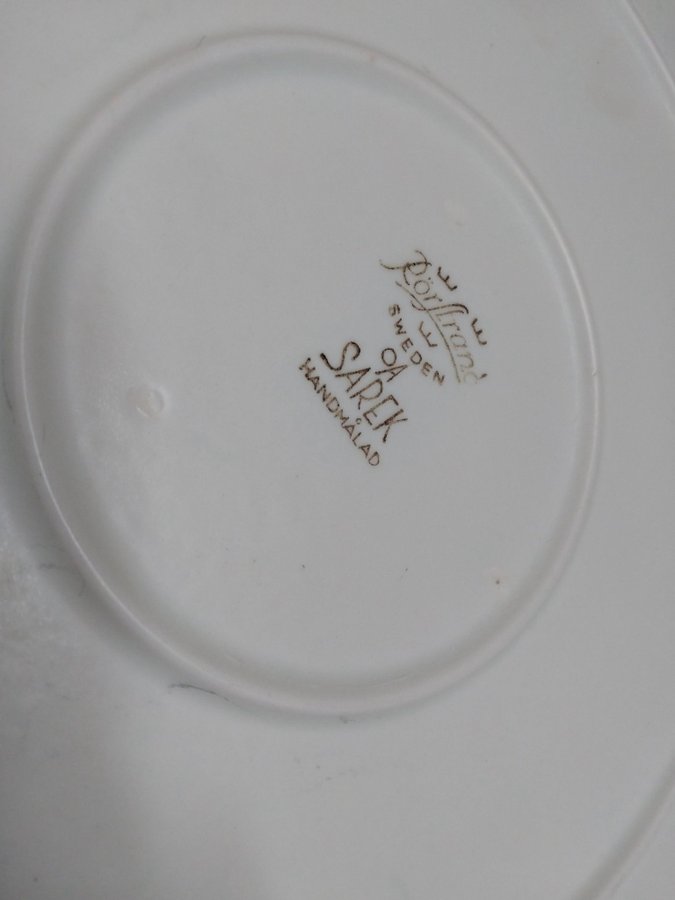 Rörstrand
SWEDEN
OA
SAREK
HANDMÅLAD